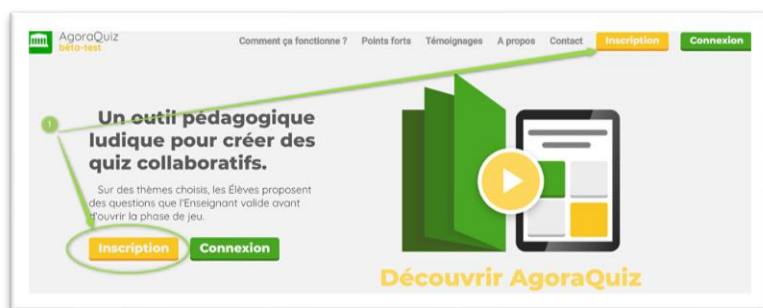 AgoraQuiz
bêta-test
Comment ça fonctionne ? Points forts Témoignages A propos Contact Inscription Connexion
1
Un outil pédagogique
ludique pour créer des
quiz collaboratifs.
Sur des thèmes choisis, les Élèves proposent
des questions que l'Enseignant valide avant
d'ouvrir la phase de jeu.
Inscription Connexion
Découvrir AgoraQuiz